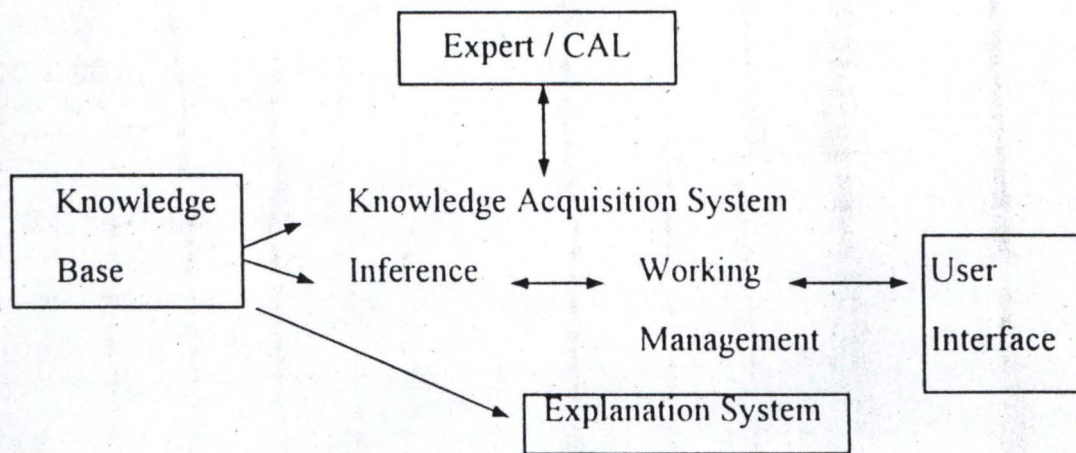 Expert / CAL
Knowledge Knowledge Acquisition System
Base Inference Working User
Management Interface
Explanation System